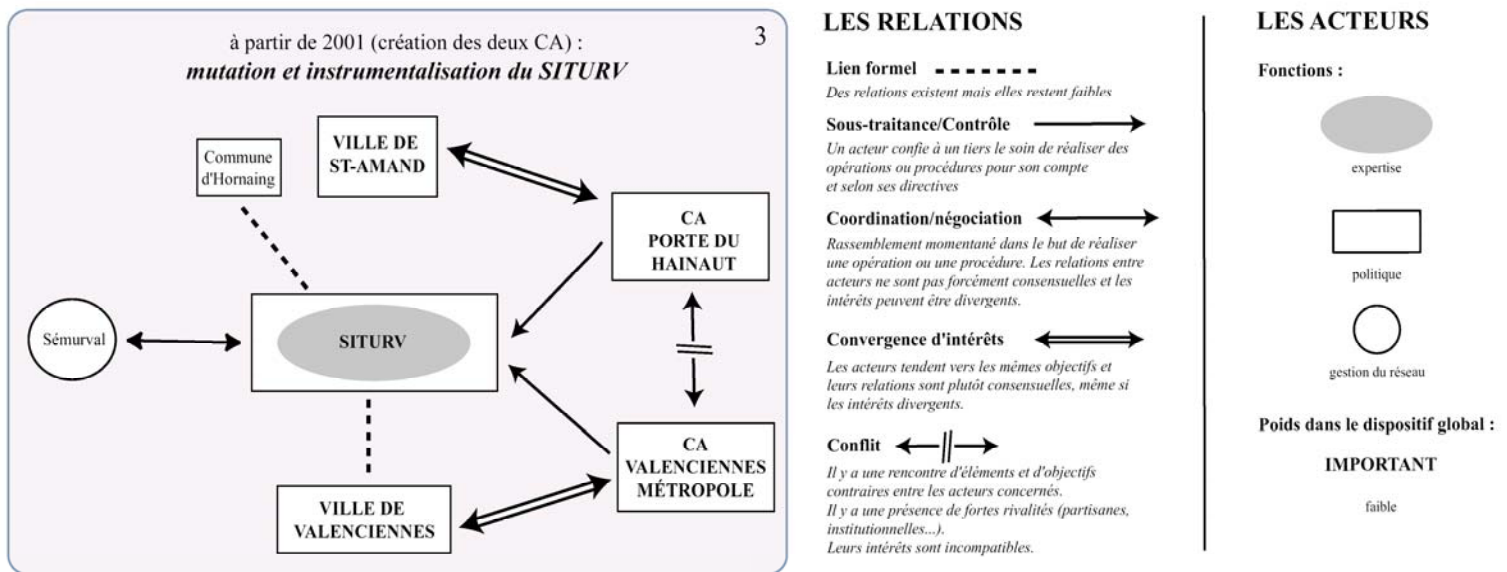 à partir de 2001 (création des deux CA) :
3
mutation et instrumentalisation du SITURV
Commune
d'Hornaing
VILLE DE
ST-AMAND
CA
PORTE DU
HAINAUT
Sémurval
SITURV
CA
VALENCIENNES
MÉTROPOLE
VILLE DE
VALENCIENNES
LES RELATIONS
Lien formel
Des relations existent mais elles restent faibles
Sous-traitance/Contrôle
Un acteur confie à un tiers le soin de réaliser des
opérations ou procédures pour son compte
et selon ses directives
Coordination/négociation
Rassemblement momentané dans le but de réaliser
une opération ou une procédure. Les relations entre
acteurs ne sont pas forcément consensuelles et les
intérêts peuvent être divergents.
Convergence d'intérêts
Les acteurs tendent vers les mêmes objectifs et
leurs relations sont plutôt consensuelles, même si
les intérêts divergents.
Conflit
Il y a une rencontre d'éléments et d'objectifs
contraires entre les acteurs concernés.
Il y a une présence de fortes rivalités (partisanes,
institutionnelles...).
Leurs intérêts sont incompatibles.
LES ACTEURS
Fonctions :
expertise
politique
gestion du réseau
Poids dans le dispositif global :
IMPORTANT
faible